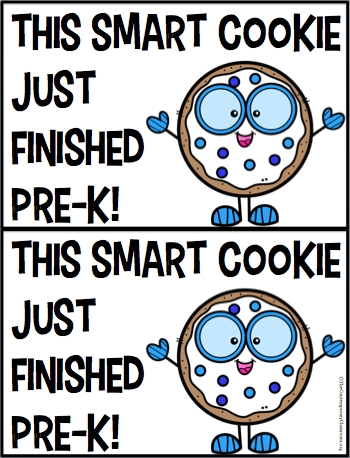 THIS SMART COOKIE
JUST
FINISHED
PRE-K!
THIS SMART COOKIE
JUST
FINISHED
PRE-K!